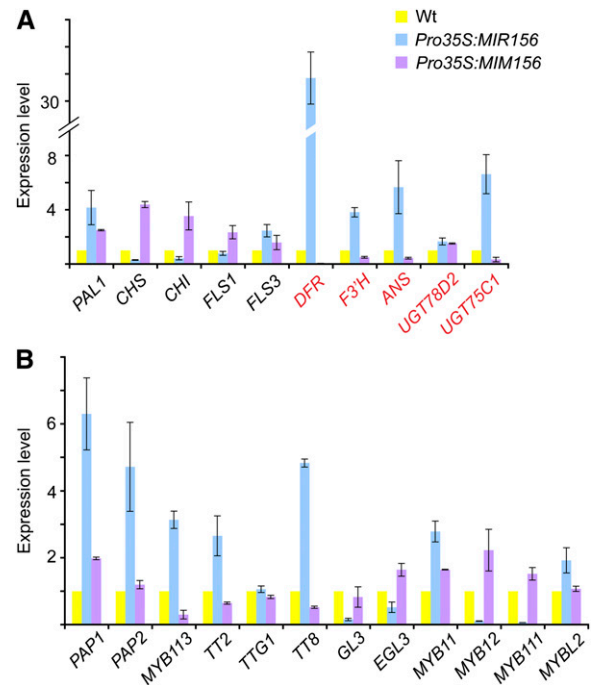 A
Wt
Pro35S:MIR156
Pro35S:MIM156
Expression level
30
8
4
PAL1 CHS CHI FLS1 FLS3 DFR F3'H ANS UGT78D2 UGT75C1
B
Expression level
6
4
2
PAP1 PAP2 MYB113 TT2 TTG1 TT8 GL3 EGL3 MYB11 MYB12 MYB111 MYBL2